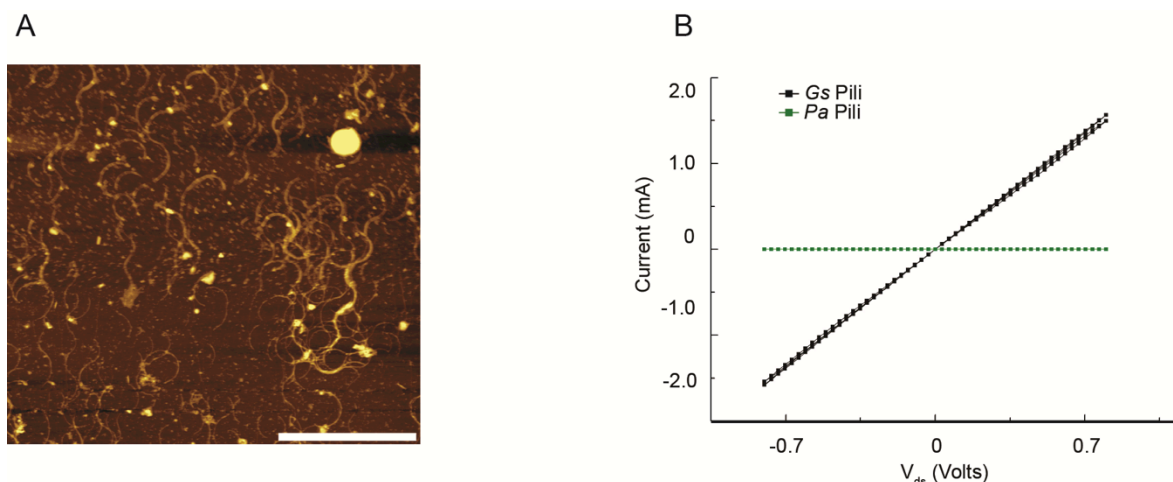 A
B
2.0
Gs Pili
Pa Pili
1.0
Current (mA)
0
-1.0
-2.0
-0.7
0
0.7
V_ds (Volts)